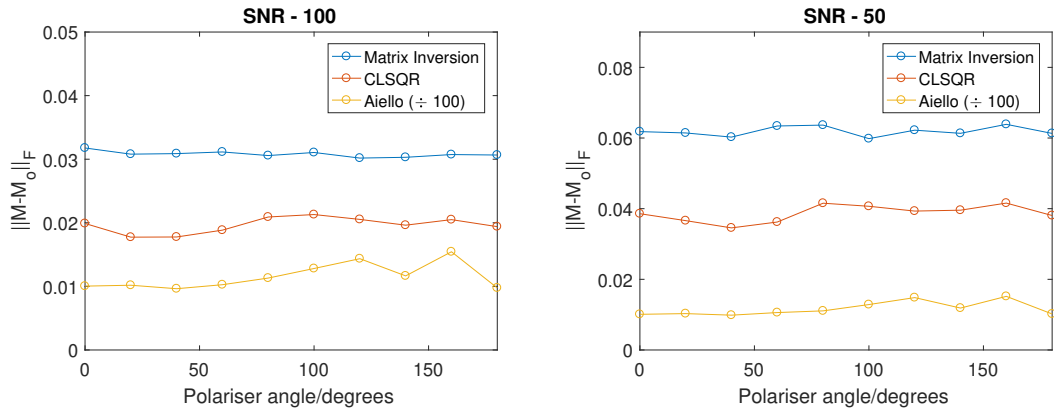 SNR - 100
0.05
0.04
0.03
0.02
0.01
0
||M-Mo||F
0 50 100 150
Polariser angle/degrees
Matrix Inversion
CLSQR
Aiello (÷ 100)
SNR - 50
0.08
0.06
0.04
0.02
0
||M-Mo||F
0 50 100 150
Polariser angle/degrees
Matrix Inversion
CLSQR
Aiello (÷ 100)